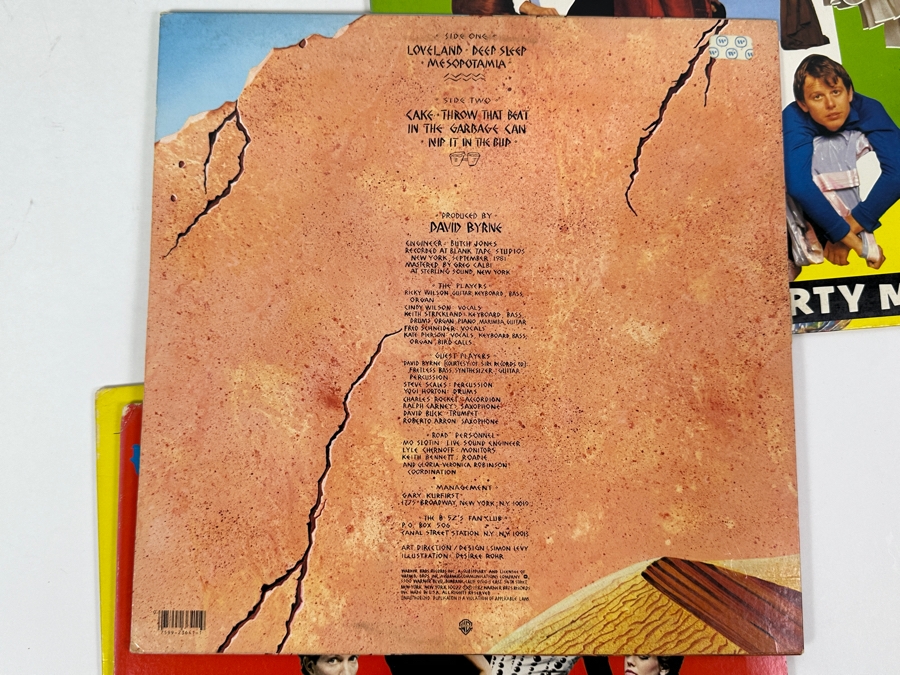 • SIDE ONE •
LOVELAND • DEEP SLEEP
• MESOPOTAMIA •
SIDE TWO
CAKE • THROW THAT BEAT
IN THE GARBAGE CAN
• NIP IT IN THE BUD •
• PRODUCED BY •
DAVID BYRNE
ENGINEER: BUTCH JONES
RECORDED AT BLANK TAPE STUDIOS
NEW YORK, SEPTEMBER 1981
MASTERED BY GREG CALBI
AT STERLING SOUND, NEW YORK
• THE PLAYERS •
RICKY WILSON: GUITAR, KEYBOARD, BASS,
ORGAN
CINDY WILSON: VOCALS
KEITH STRICKLAND: KEYBOARD, BASS,
DRUMS, ORGAN, PIANO, MARIMBA, GUITAR
FRED SCHNEIDER: VOCALS
KATE PIERSON: VOCALS, KEYBOARD, BASS,
ORGAN, BIRD CALLS
• GUEST PLAYERS •
DAVID BYRNE (COURTESY OF SIRE RECORDS
FRETLESS BASS, SYNTHESIZER, GUITAR
PERCUSSION
STEVE SCALES: PERCUSSION
YOGI HORTON: DRUMS
CHARLES ROCKET: ACCORDION
RALPH CARNEY: SAXOPHONE
DAVID BUCK: TRUMPET
ROBERTO ARRON: SAXOPHONE
• ROAD PERSONNEL •
MO SLOTIN: LIVE SOUND ENGINEER
LYLE CHERNOFF: MONITORS
KEITH BENNETT: ROADIE
AND GLORIA-VERONICA ROBINSON:
COORDINATION
• MANAGEMENT •
GARY KURFIRST
1775 BROADWAY, NEW YORK, N.Y. 10019
• THE B-52'S FAN CLUB •
P.O. BOX 506
CANAL STREET STATION N.Y. N.Y. 10013
ART DIRECTION / DESIGN: SIMON LEVY
ILLUSTRATION: DESIREE ROHR
RTY M